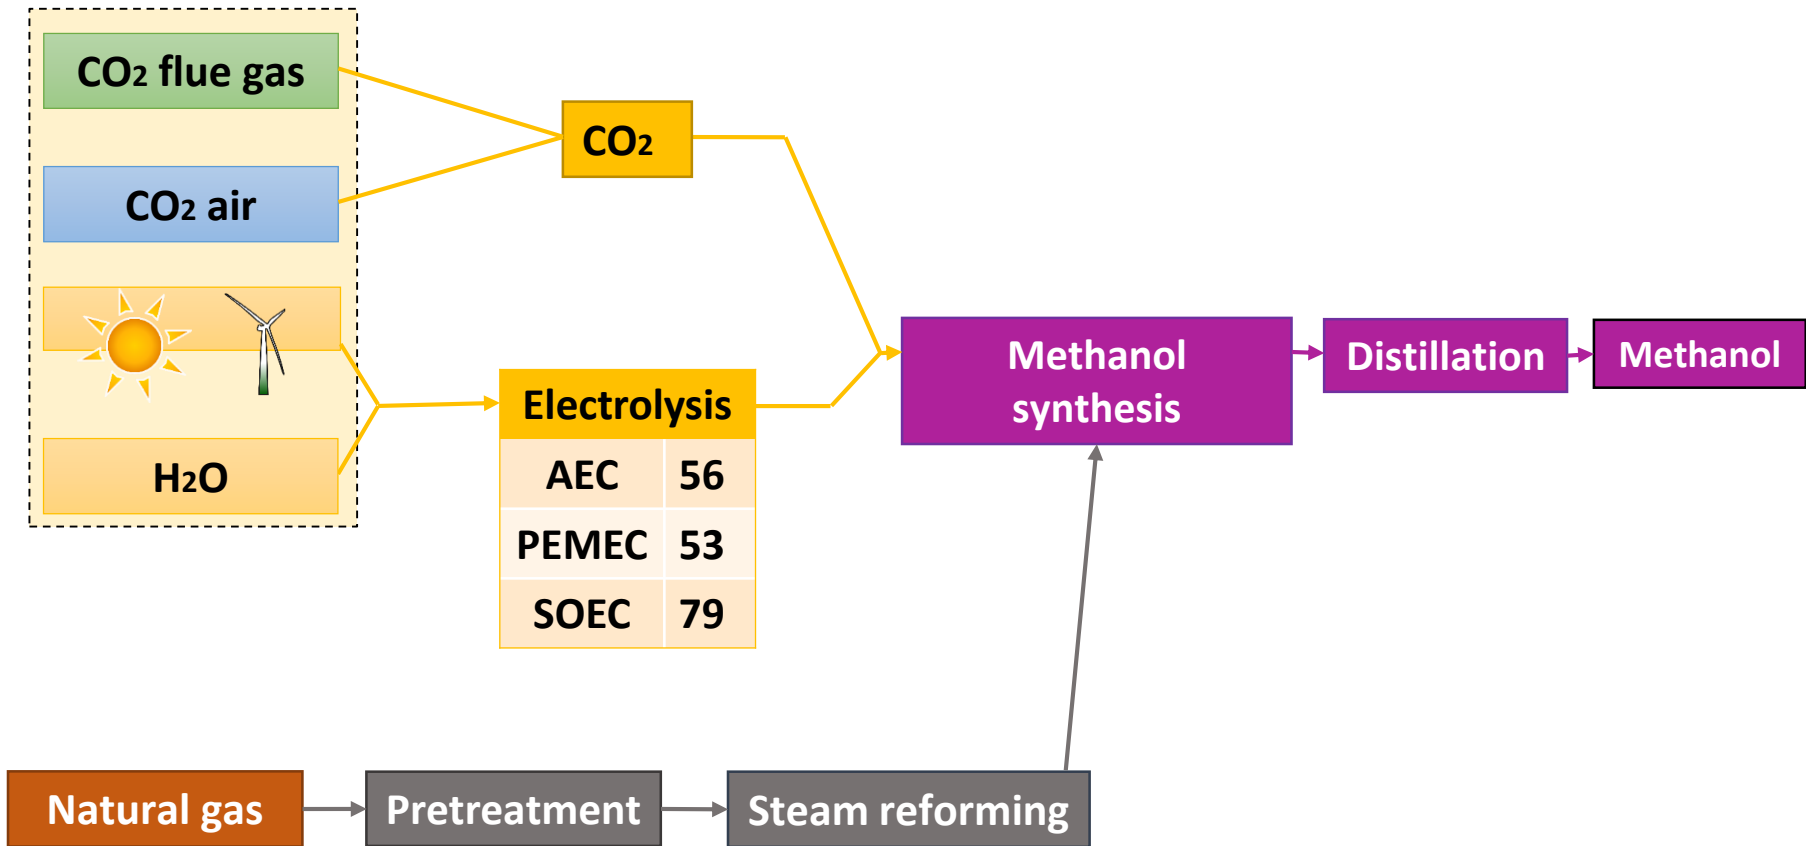 CO2 flue gas
CO2 air
H2O
CO2
Electrolysis
AEC 56
PEMEC 53
SOEC 79
Methanol
synthesis
Distillation
Methanol
Natural gas
Pretreatment
Steam reforming